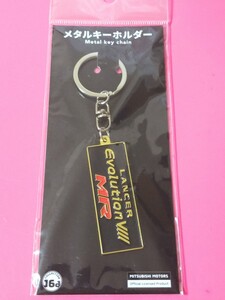 メタルキーホルダー
Metal key chain
LANCER
Evolution VIII
MR
16d
MITSUBISHI MOTORS
Official Licensed Product